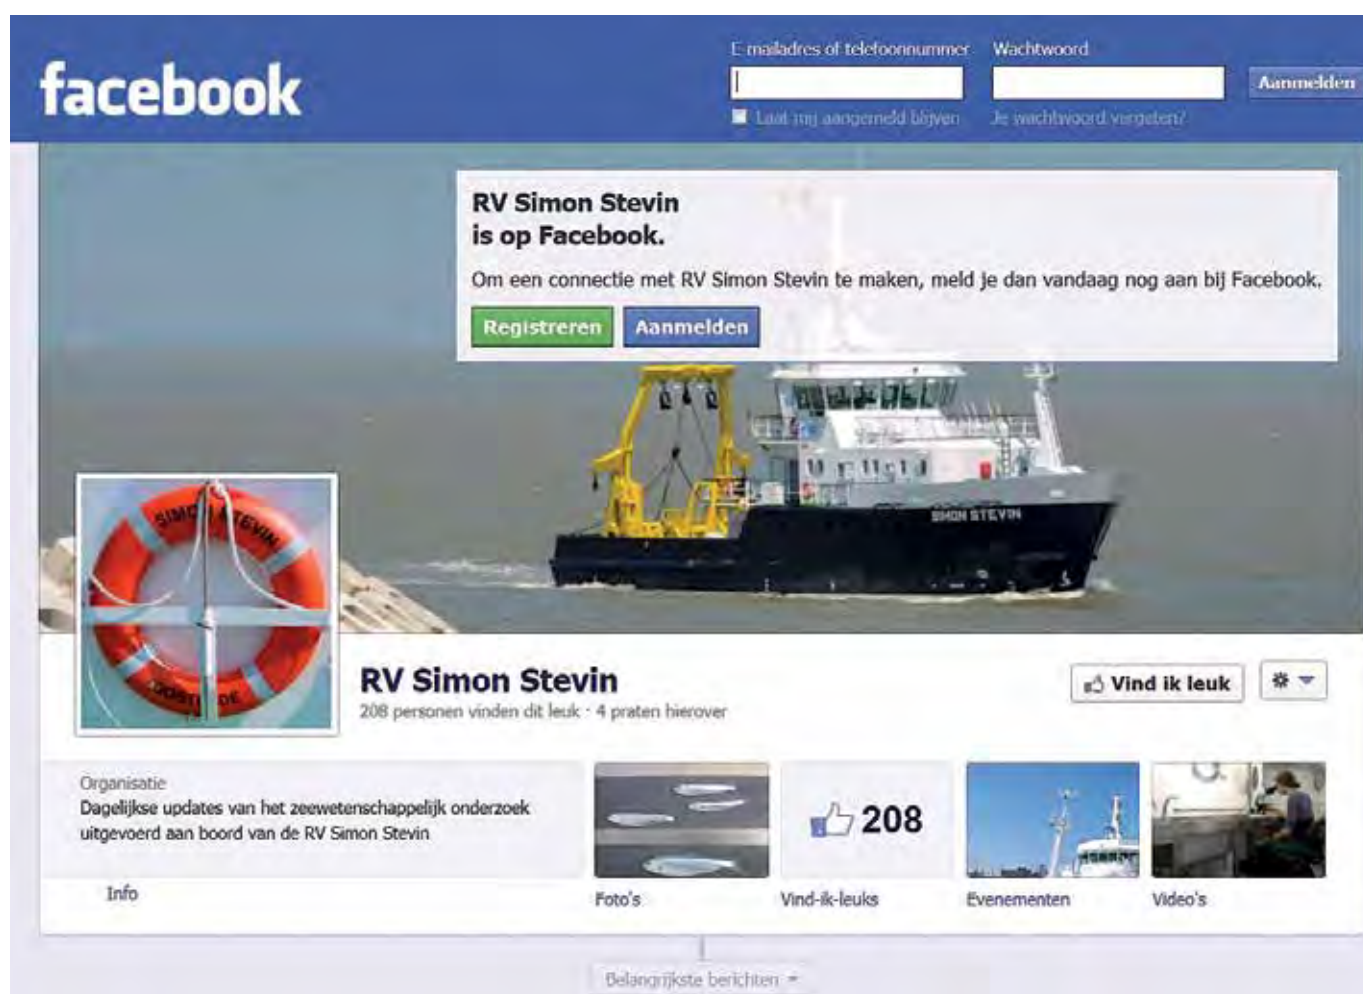 facebook
E-mailadres of telefoonnummer
Wachtwoord
Aanmelden
Laat mij aangemeld blijven
Je wachtwoord vergeten?
RV Simon Stevin
is op Facebook.
Om een connectie met RV Simon Stevin te maken, meld je dan vandaag nog aan bij Facebook.
Registreren
Aanmelden
SIMON STEVIN
SIMON STEVIN
OOSTENDE
RV Simon Stevin
208 personen vinden dit leuk · 4 praten hierover
Vind ik leuk
Organisatie
Dagelijkse updates van het zeewetenschappelijk onderzoek
uitgevoerd aan boord van de RV Simon Stevin
Info
208
Foto's
Vind-ik-leuks
Evenementen
Video's
Belangrijkste berichten